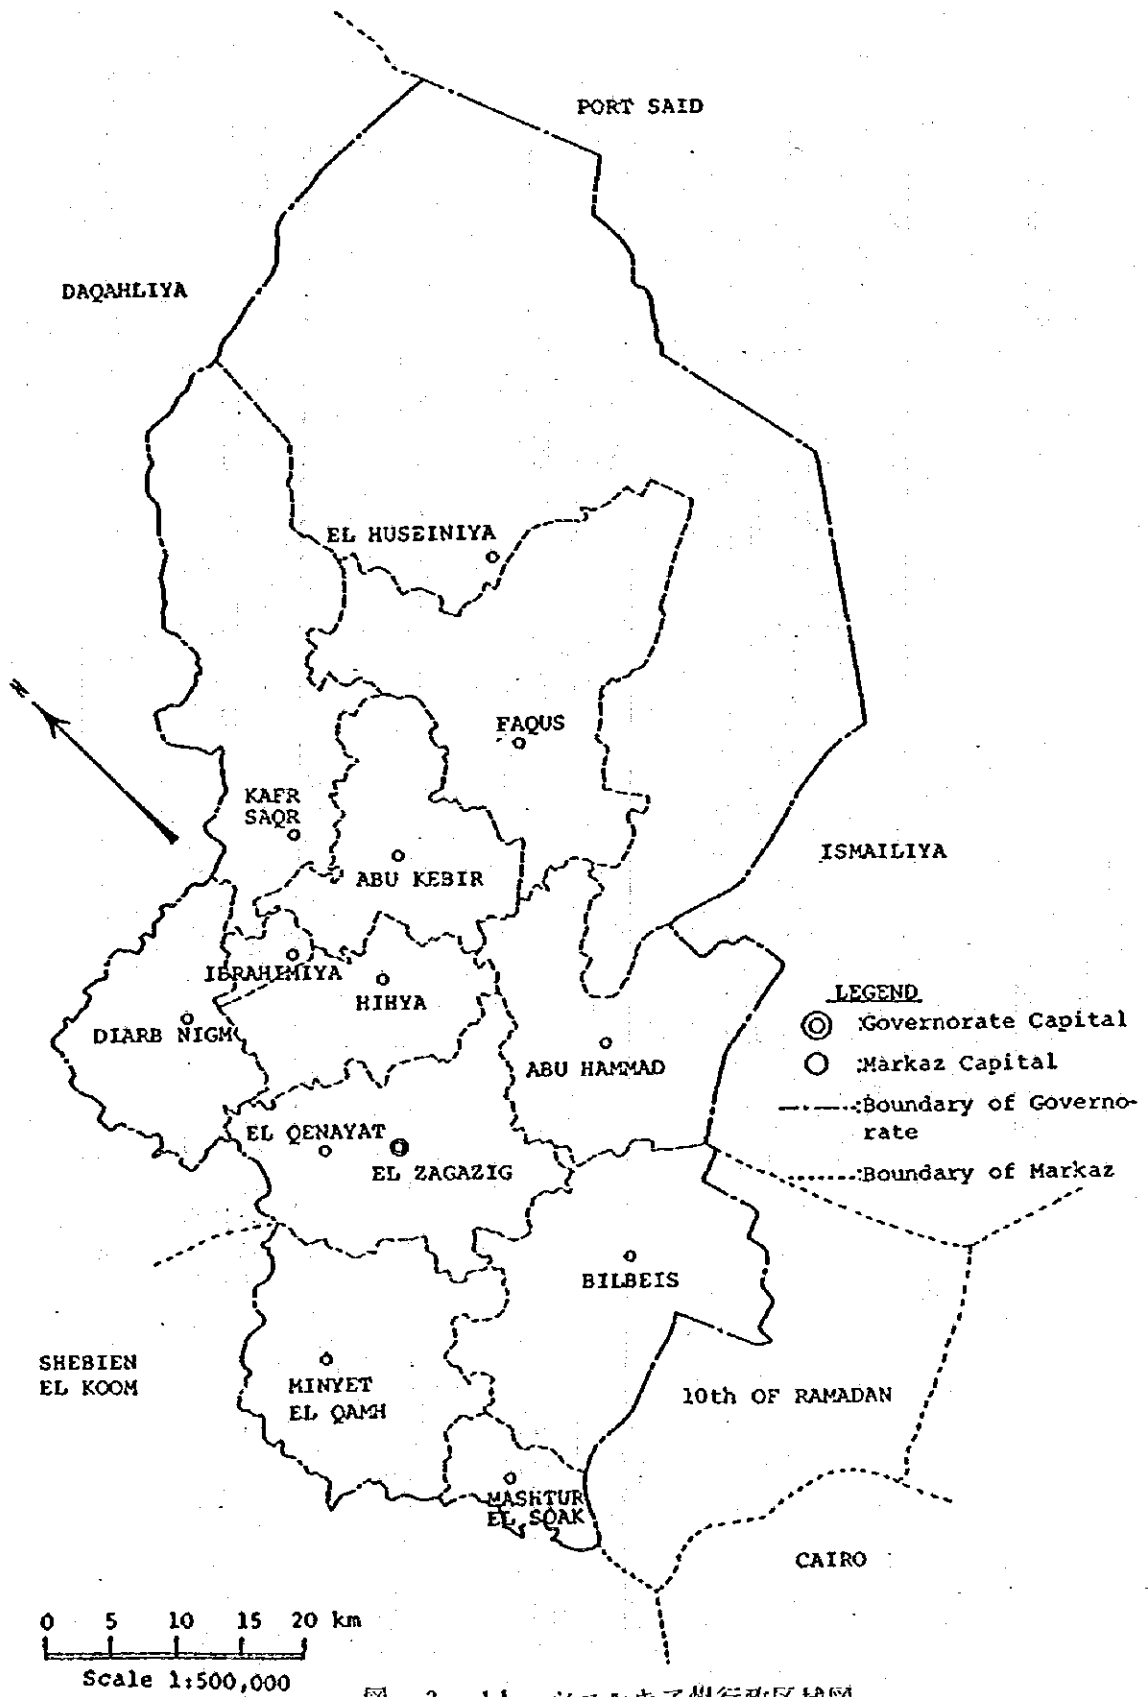 PORT SAID
DAQAHLIYA
EL HUSEINIYA
FAQUS
KAFR
SAQR
ABU KEBIR
ISMAILIYA
IBRAHIMIYA
HIHYA
DIARB NIGM
ABU HAMMAD
LEGEND
:Governorate Capital
:Markaz Capital
:Boundary of Governo-
rate
:Boundary of Markaz
EL QENAYAT
EL ZAGAZIG
BILBEIS
SHEBIEN
EL KOOM
MINYET
EL QAMH
10th OF RAMADAN
MASHTUR
EL SOAK
CAIRO
0 5 10 15 20 km
Scale 1:500,000
N